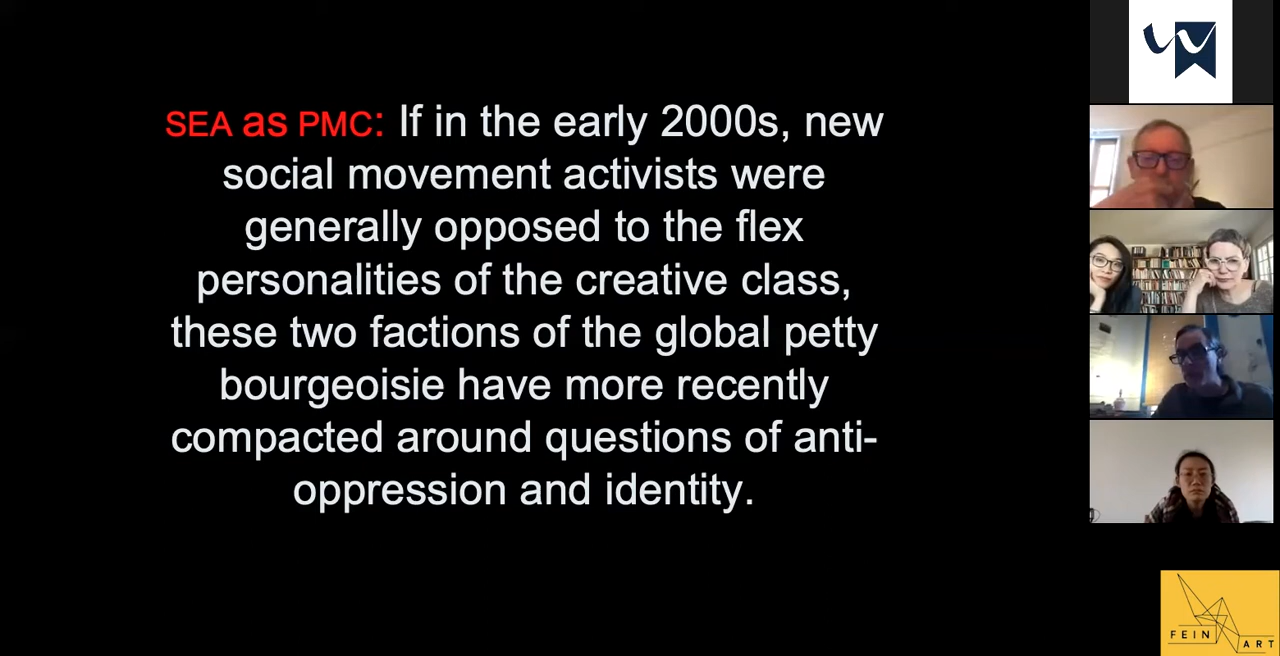 SEA as PMC: If in the early 2000s, new
social movement activists were
generally opposed to the flex
personalities of the creative class,
these two factions of the global petty
bourgeoisie have more recently
compacted around questions of anti-
oppression and identity.
FEIN
ART